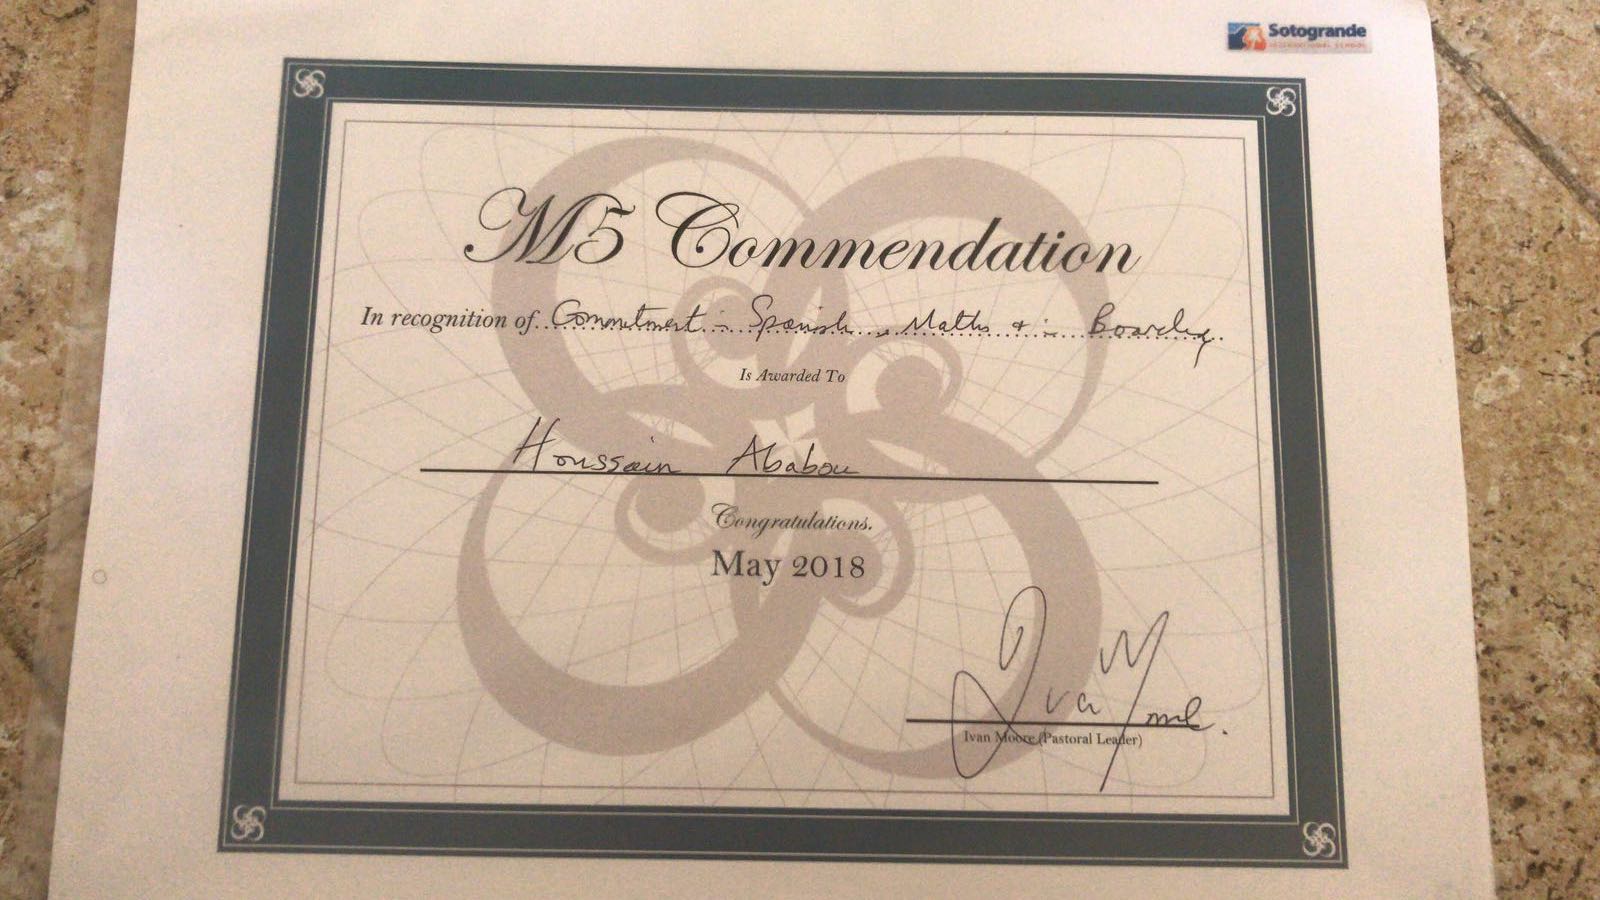 Sotogrande
INTERNATIONAL SCHOOL
M5 Commendation
In recognition of Commitment in Spanish, Maths & in Boarding
Is Awarded To
Houssain Ababou
Congratulations.
May 2018
Ivan Moore
Ivan Moore (Pastoral Leader)